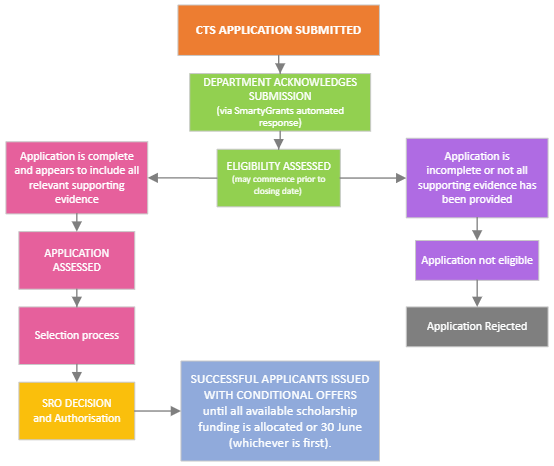 CTS APPLICATION SUBMITTED
DEPARTMENT ACKNOWLEDGES
SUBMISSION
(via SmartyGrants automated
response)
ELIGIBILITY ASSESSED
(may commence prior to
closing date)
Application is complete
and appears to include all
relevant supporting
evidence
Application is
incomplete or not all
supporting evidence has
been provided
APPLICATION
ASSESSED
Application not eligible
Selection process
Application Rejected
SRO DECISION
and Authorisation
SUCCESSFUL APPLICANTS ISSUED
WITH CONDITIONAL OFFERS
until all available scholarship
funding is allocated or 30 June
(whichever is first).